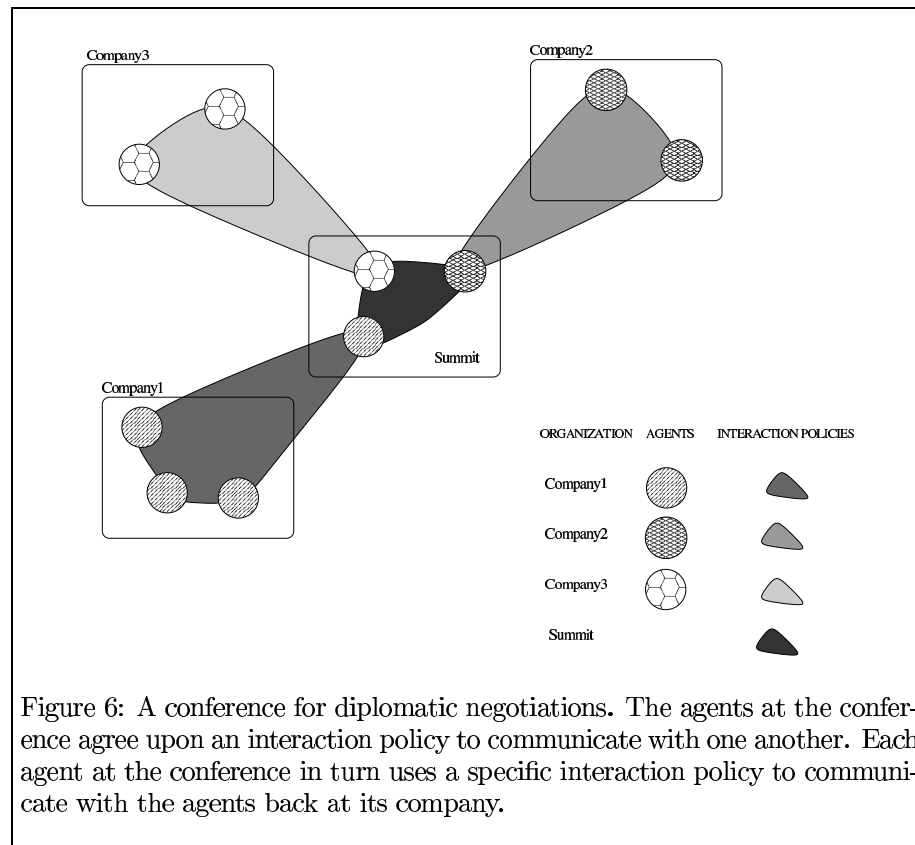 Company3
Company2
Summit
Company1
ORGANIZATION AGENTS INTERACTION POLICIES
Company1
Company2
Company3
Summit
Figure 6: A conference for diplomatic negotiations. The agents at the confer-
ence agree upon an interaction policy to communicate with one another. Each
agent at the conference in turn uses a specific interaction policy to communi-
cate with the agents back at its company.